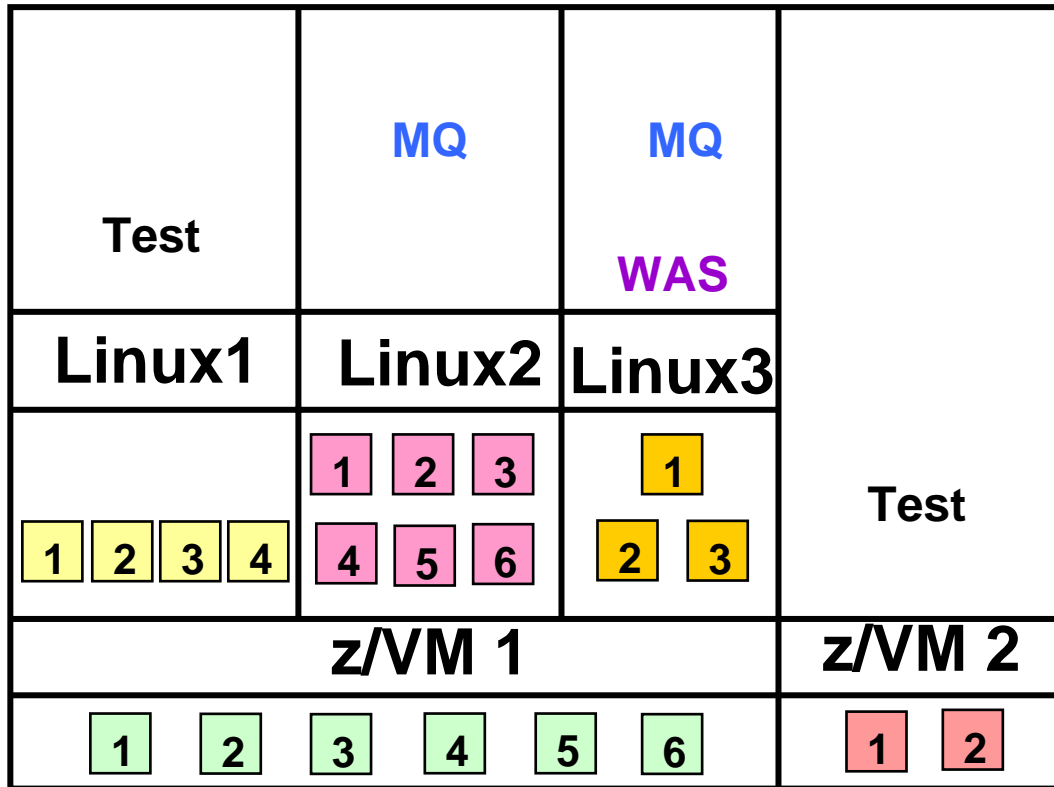 MQ
MQ
Test
WAS
Linux1
Linux2
Linux3
1 2 3
1
Test
1 2 3 4
4 5 6
2 3
z/VM 1
z/VM 2
1 2 3 4 5 6
1 2